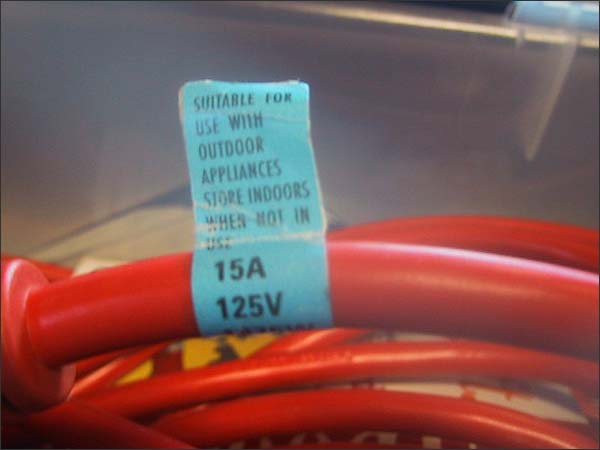 SUITABLE FOR
USE WITH
OUTDOOR
APPLIANCES
STORE INDOORS
WHEN NOT IN
USE
15A
125V